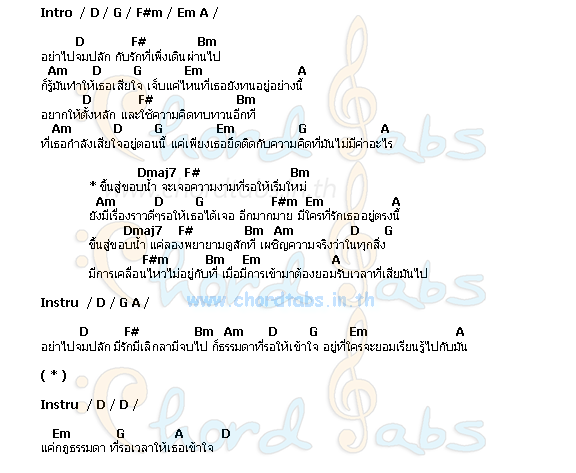 Intro / D / G / F#m / Em A /
D F# Bm
อย่าไปจมปลัก กับรักที่เพิ่งเดินผ่านไป
Am D G Em A
ก็รู้มันทำให้เธอเสียใจ เจ็บแค่ไหนที่เธอยังทนอยู่อย่างนี้
D F# Bm
อยากให้ตั้งหลัก และใช้ความคิดทบทวนอีกที
Am D G Em G A
ที่เธอกำลังเสียใจอยู่ตอนนี้ แค่เพียงเธอยึดติดกับความคิดที่มันไม่มีค่าอะไร
Dmaj7 F# Bm
* ขึ้นสู่ขอบน้ำ จะเจอความงามที่รอให้เริ่มใหม่
Am D G F#m Em A
ยังมีเรื่องราวดีๆรอให้เธอได้เจอ อีกมากมาย มีใครที่รักเธออยู่ตรงนี้
Dmaj7 F# Bm Am D G
ขึ้นสู่ขอบน้ำ แค่ลองพยายามดูสักที เผชิญความจริงว่าในทุกสิ่ง
F#m Bm Em A
มีการเคลื่อนไหวไม่อยู่กับที่ เมื่อมีการเข้ามาต้องยอมรับเวลาที่เสียมันไป
www.chordtabs.in.th
Instru / D / G A /
D F# Bm Am D G Em A
อย่าไปจมปลัก มีรักมีเลิกลามีจบไป ก็ธรรมดาที่รอให้เข้าใจ อยู่ที่ใครจะยอมเรียนรู้ไปกับมัน
( * )
Instru / D / D /
Em G A D
แค่กฎธรรมดา ที่รอเวลาให้เธอเข้าใจ